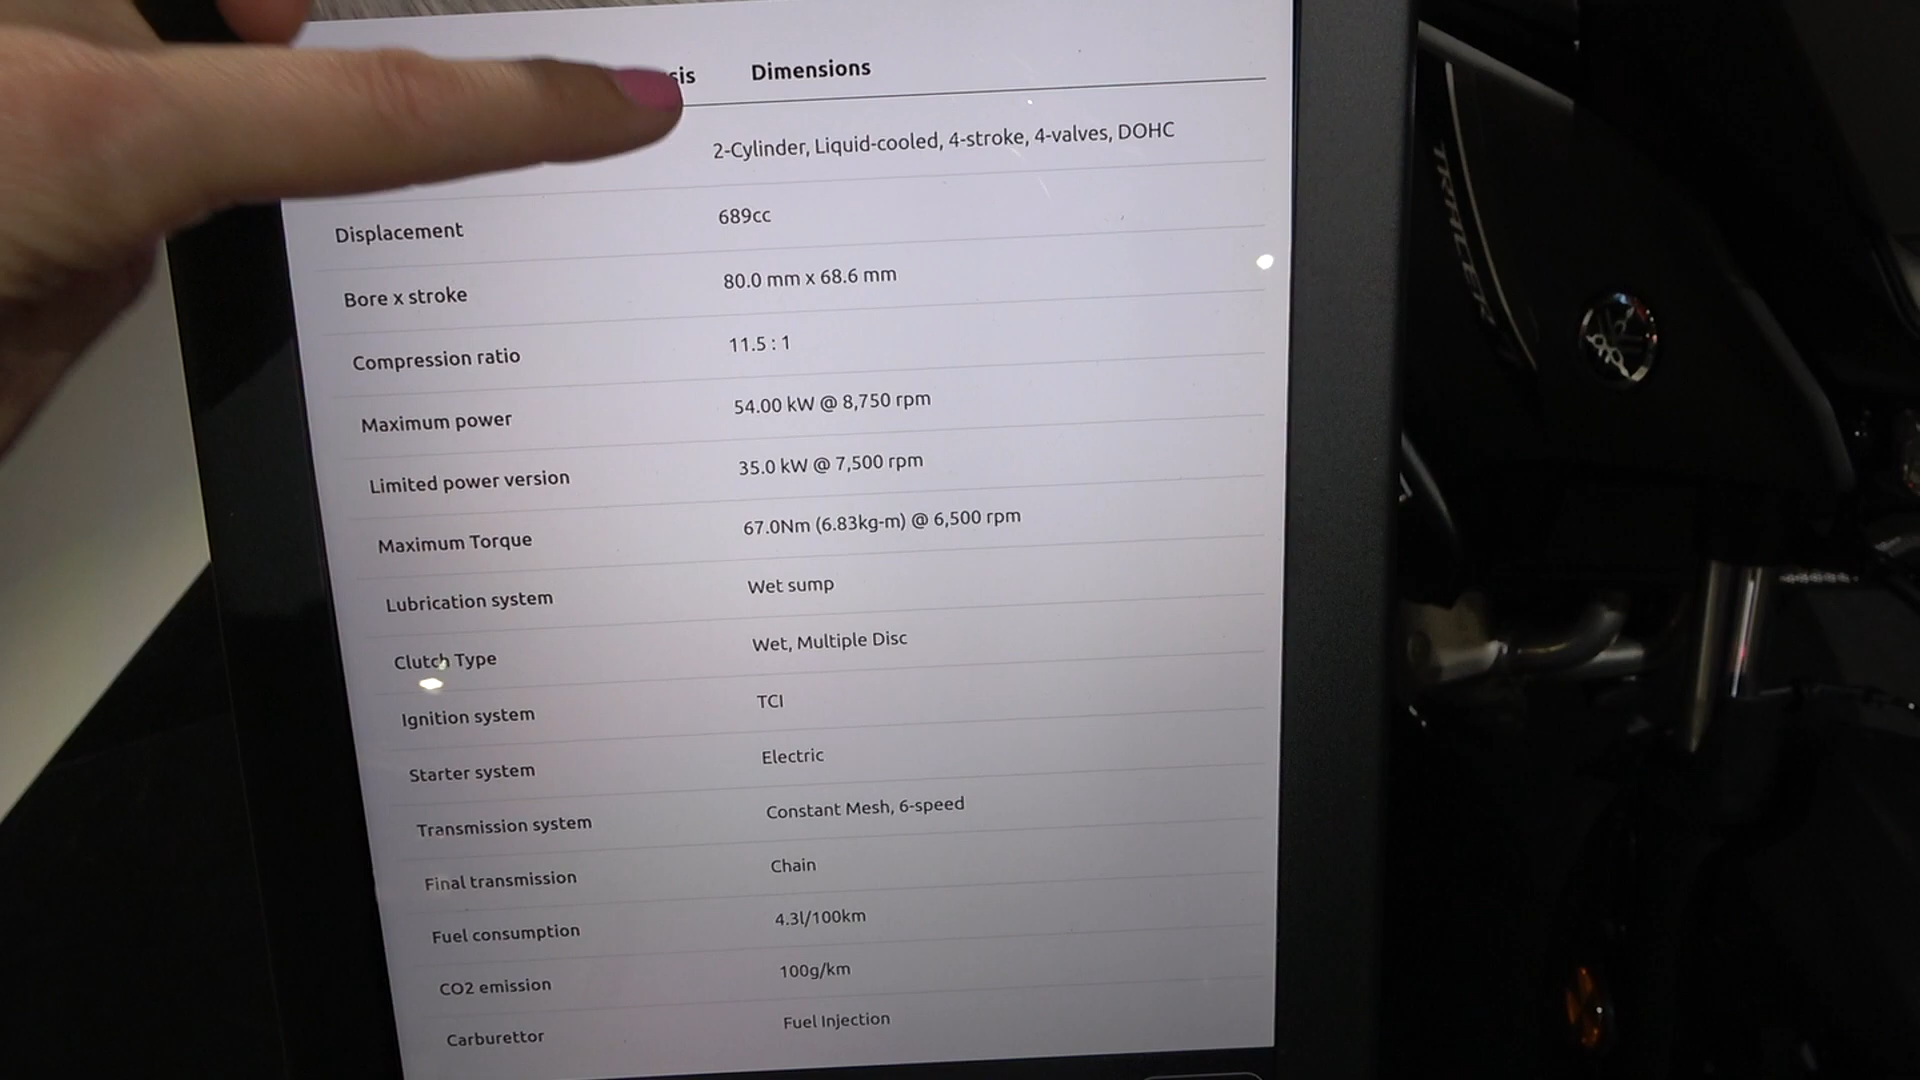 Dimensions
2-Cylinder, Liquid-cooled, 4-stroke, 4-valves, DOHC
Displacement 689cc
Bore x stroke 80.0 mm x 68.6 mm
Compression ratio 11.5 : 1
Maximum power 54.00 kW @ 8,750 rpm
Limited power version 35.0 kW @ 7,500 rpm
Maximum Torque 67.0Nm (6.83kg-m) @ 6,500 rpm
Lubrication system Wet sump
Clutch Type Wet, Multiple Disc
Ignition system TCI
Starter system Electric
Transmission system Constant Mesh, 6-speed
Final transmission Chain
Fuel consumption 4.3l/100km
CO2 emission 100g/km
Carburettor Fuel Injection
TRACER